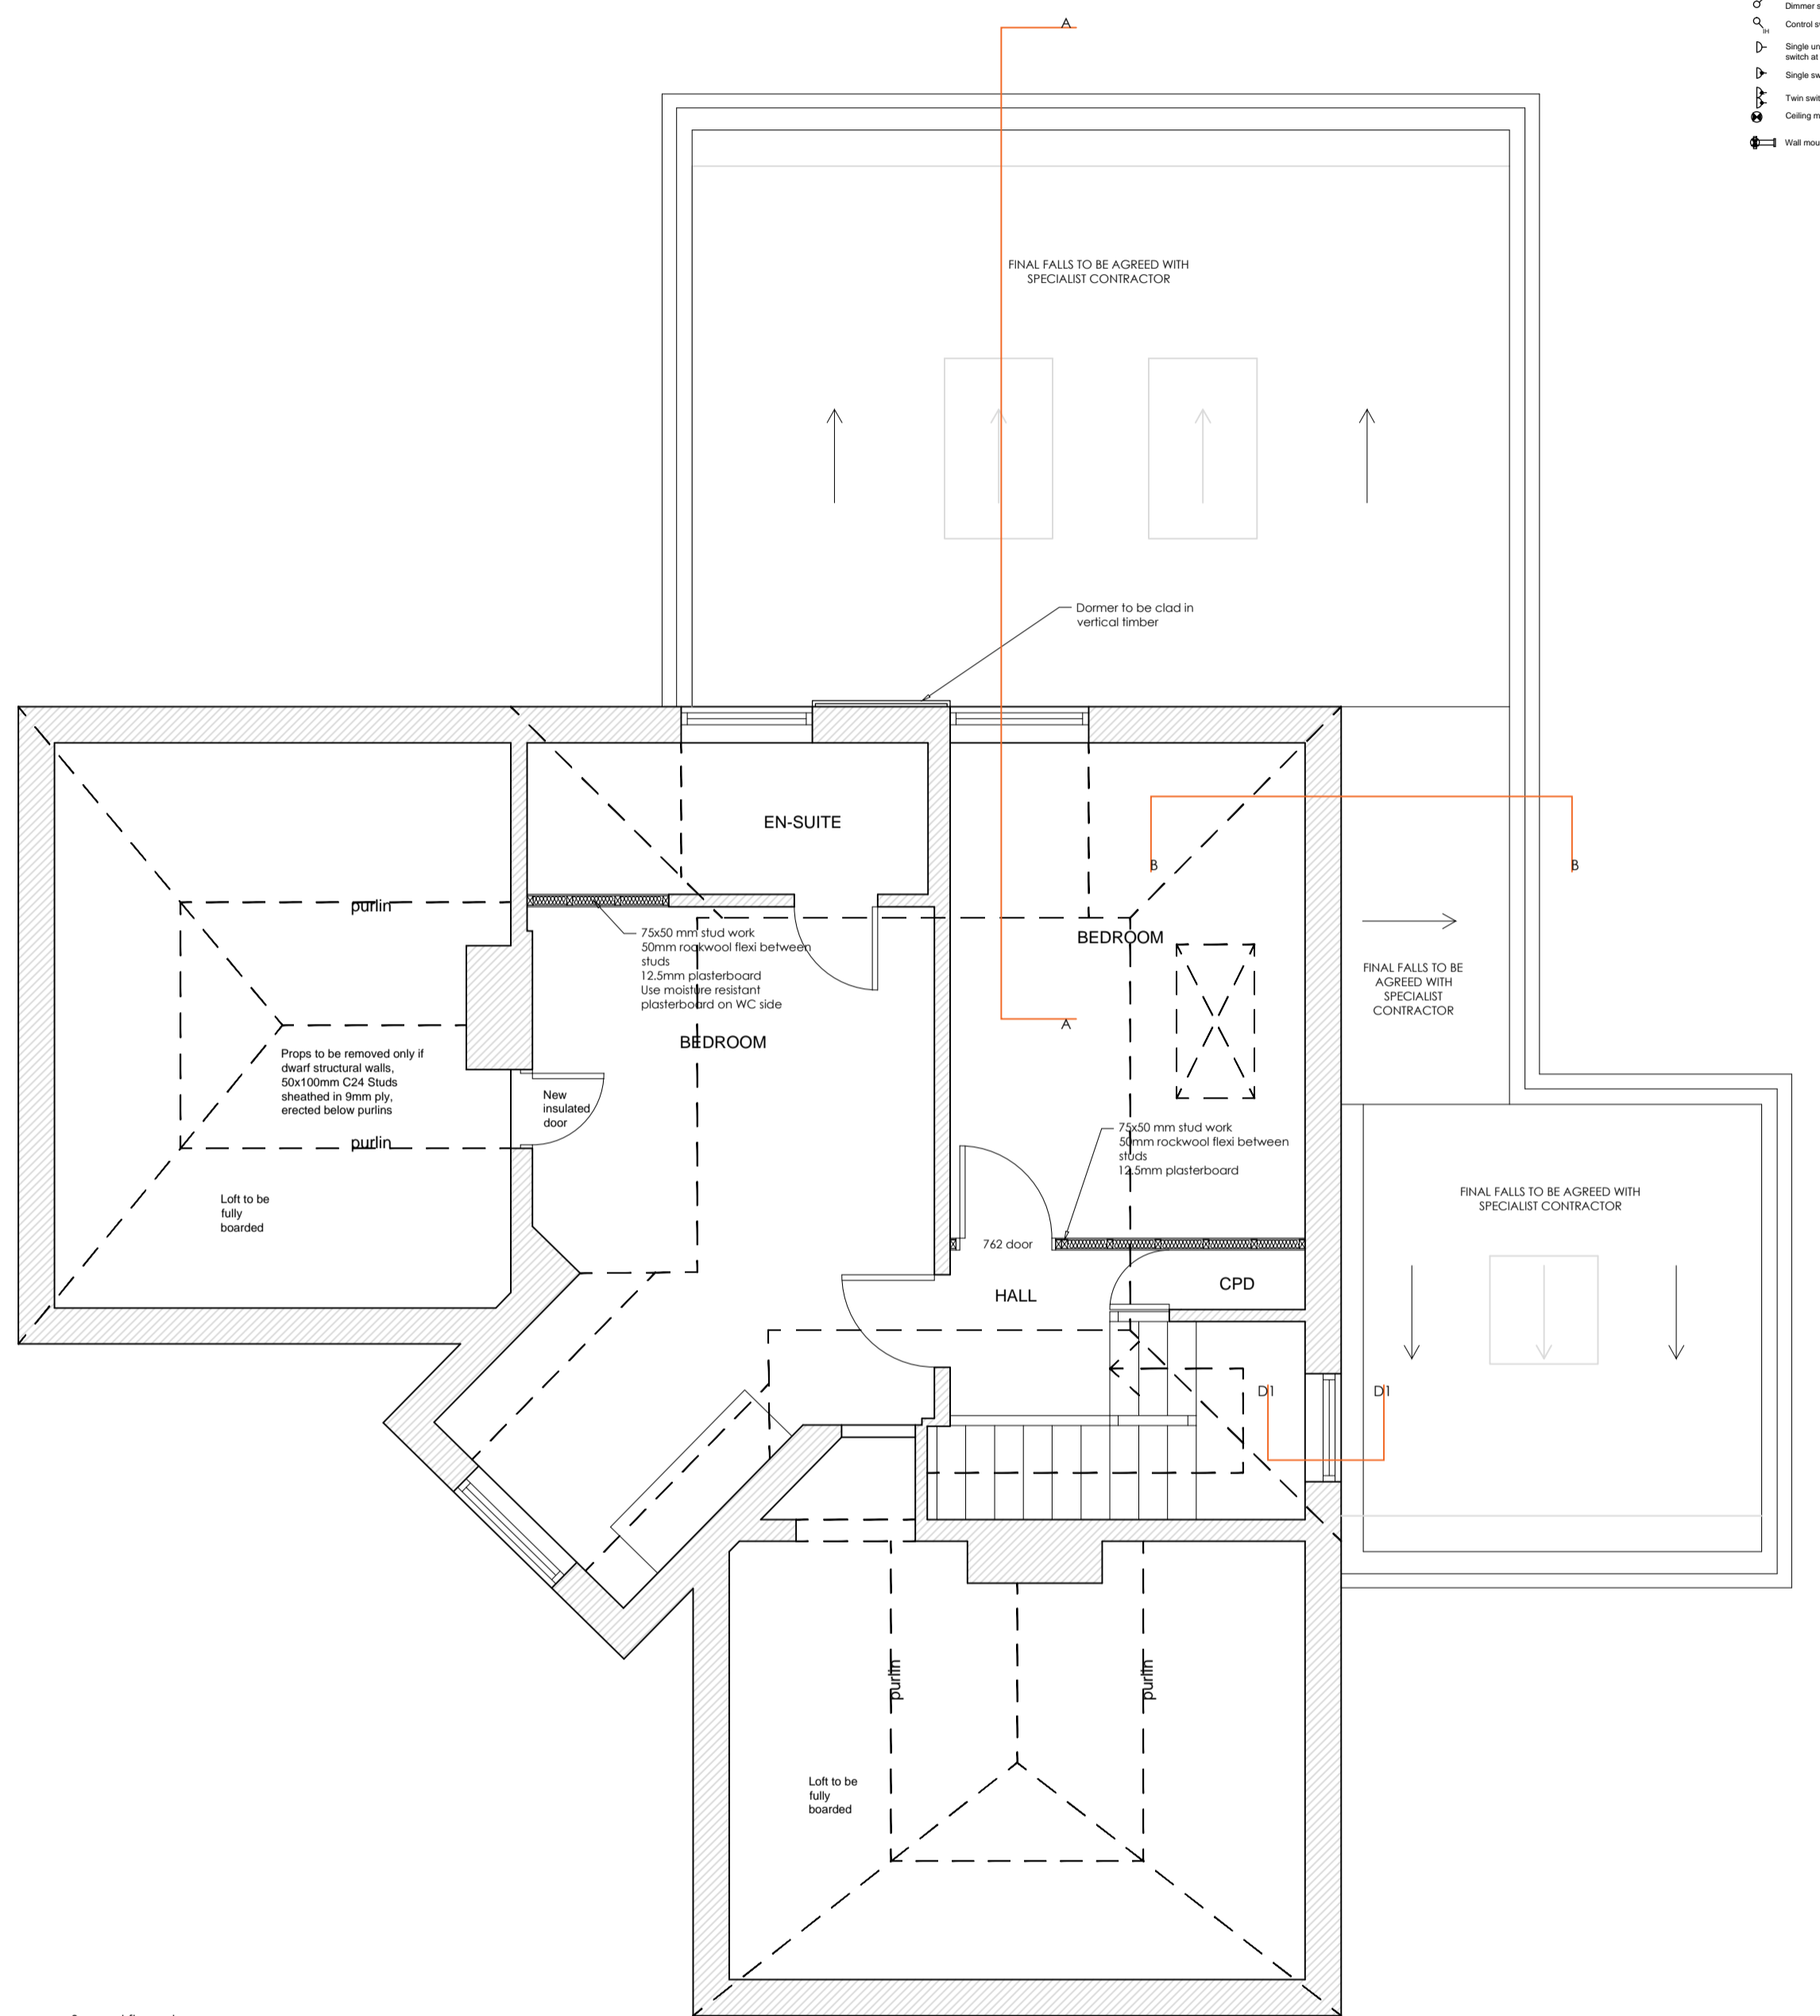 Dimmer s
Control s
IH
Single un
switch at
Single sw
Twin swit
Ceiling m
Wall mou
A
FINAL FALLS TO BE AGREED WITH
SPECIALIST CONTRACTOR
Dormer to be clad in
vertical timber
EN-SUITE
B
B
purlin
75x50 mm stud work
50mm rockwool flexi between
studs
12.5mm plasterboard
Use moisture resistant
plasterboard on WC side
BEDROOM
BEDROOM
FINAL FALLS TO BE
AGREED WITH
SPECIALIST
CONTRACTOR
A
Props to be removed only if
dwarf structural walls,
50x100mm C24 Studs
sheathed in 9mm ply,
erected below purlins
New
insulated
door
purlin
75x50 mm stud work
50mm rockwool flexi between
studs
12.5mm plasterboard
Loft to be
fully
boarded
FINAL FALLS TO BE AGREED WITH
SPECIALIST CONTRACTOR
762 door
HALL
CPD
D1
D1
purlin
purlin
Loft to be
fully
boarded